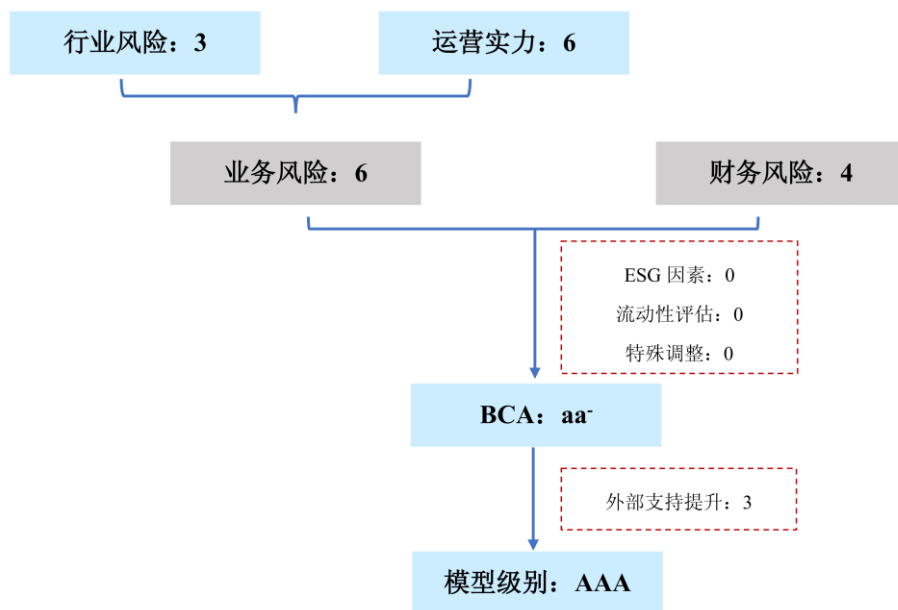 行业风险：3
运营实力：6
业务风险：6
财务风险：4
ESG 因素：0
流动性评估：0
特殊调整：0
BCA：aa⁻
外部支持提升：3
模型级别：AAA